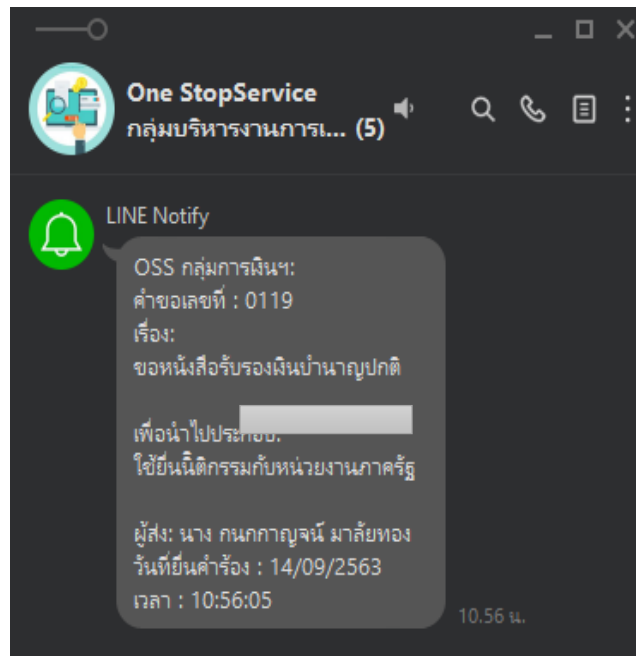 One StopService
กลุ่มบริหารงานการเ... (5)
LINE Notify
OSS กลุ่มการเงินฯ:
คำขอเลขที่ : 0119
เรื่อง:
ขอหนังสือรับรองเงินบำนาญปกติ
เพื่อนำไปประกอบ:
ใช้ยื่นนิติกรรมกับหน่วยงานภาครัฐ
ผู้ส่ง: นาง กนกกาญจน์ มาลัยทอง
วันที่ยื่นคำร้อง : 14/09/2563
เวลา : 10:56:05
10.56 น.